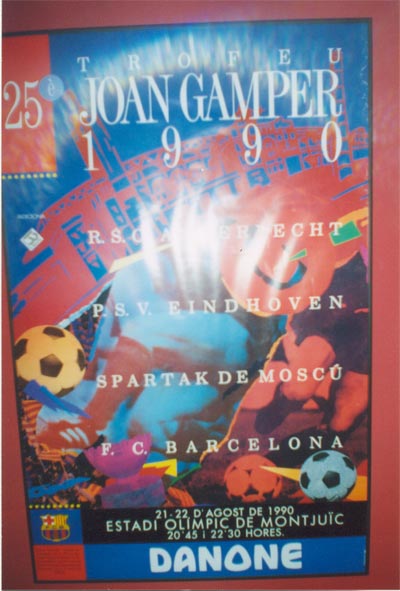 TROFEU
25è
JOAN GAMPER
1990
R.S.C. ERLECHT
P.S.V. EINDHOVEN
SPARTAK DE MOSCÚ
F. C. BARCELONA
21-22, D'AGOST DE 1990
ESTADI OLÍMPIC DE MONTJUÏC
20'45 i 22'30 HORES.
DANONE